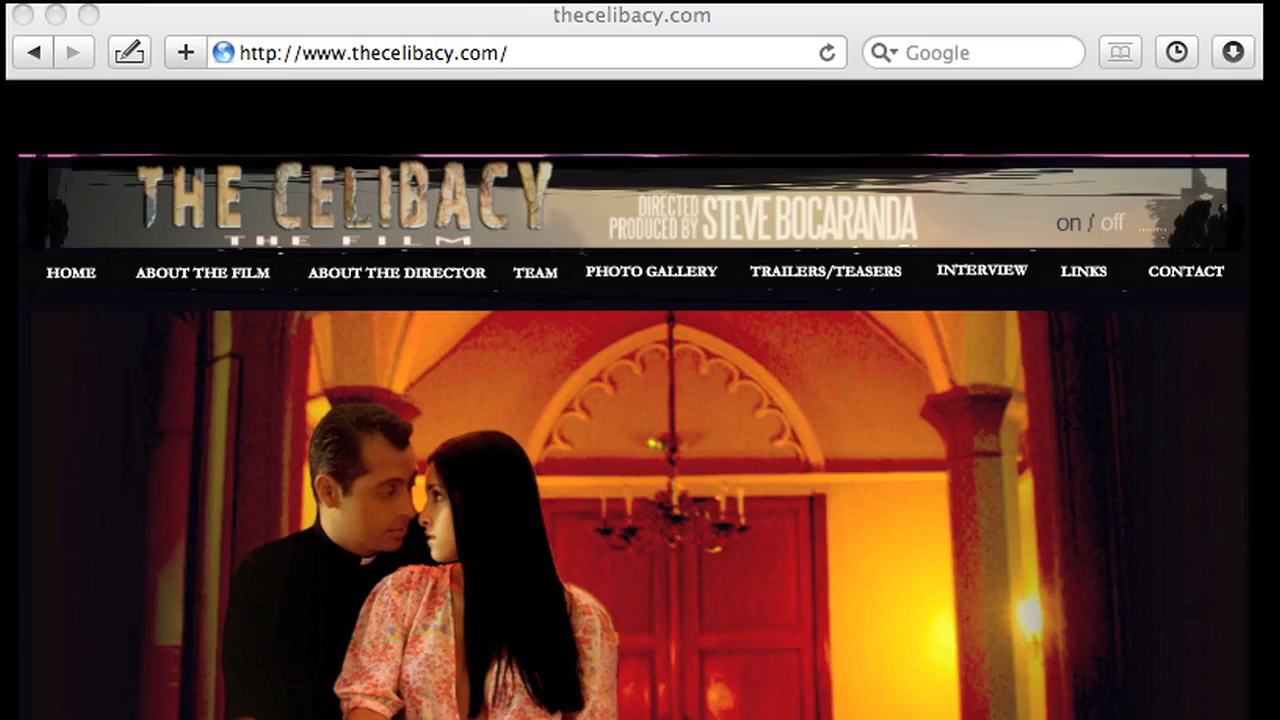 thecelibacy.com
http://www.thecelibacy.com/
Google
THE CELIBACY
THE FILM
DIRECTED
PRODUCED BY STEVE BOCARANDA
on / off
HOME ABOUT THE FILM ABOUT THE DIRECTOR TEAM PHOTO GALLERY TRAILERS/TEASERS INTERVIEW LINKS CONTACT